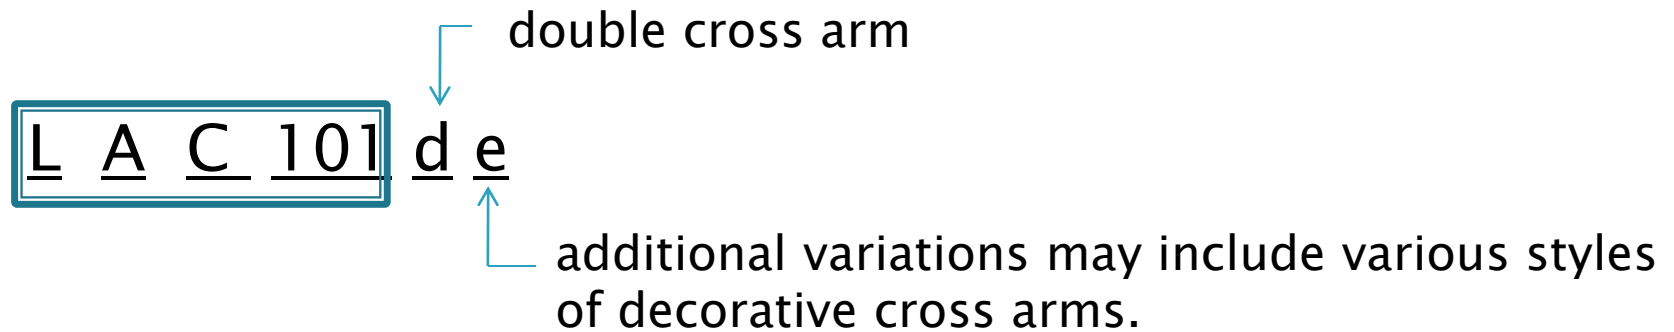 double cross arm
L A C 101 d e
additional variations may include various styles
of decorative cross arms.